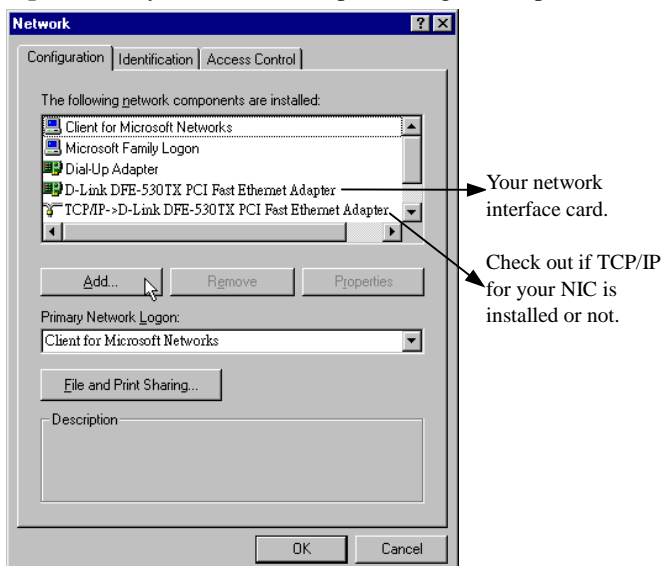 Network
Configuration Identification Access Control
The following network components are installed:
Client for Microsoft Networks
Microsoft Family Logon
Dial-Up Adapter
D-Link DFE-530TX PCI Fast Ethernet Adapter
TCP/IP->D-Link DFE-530TX PCI Fast Ethernet Adapter
Your network
interface card.
Check out if TCP/IP
for your NIC is
installed or not.
Add... Remove Properties
Primary Network Logon:
Client for Microsoft Networks
File and Print Sharing...
Description
OK Cancel